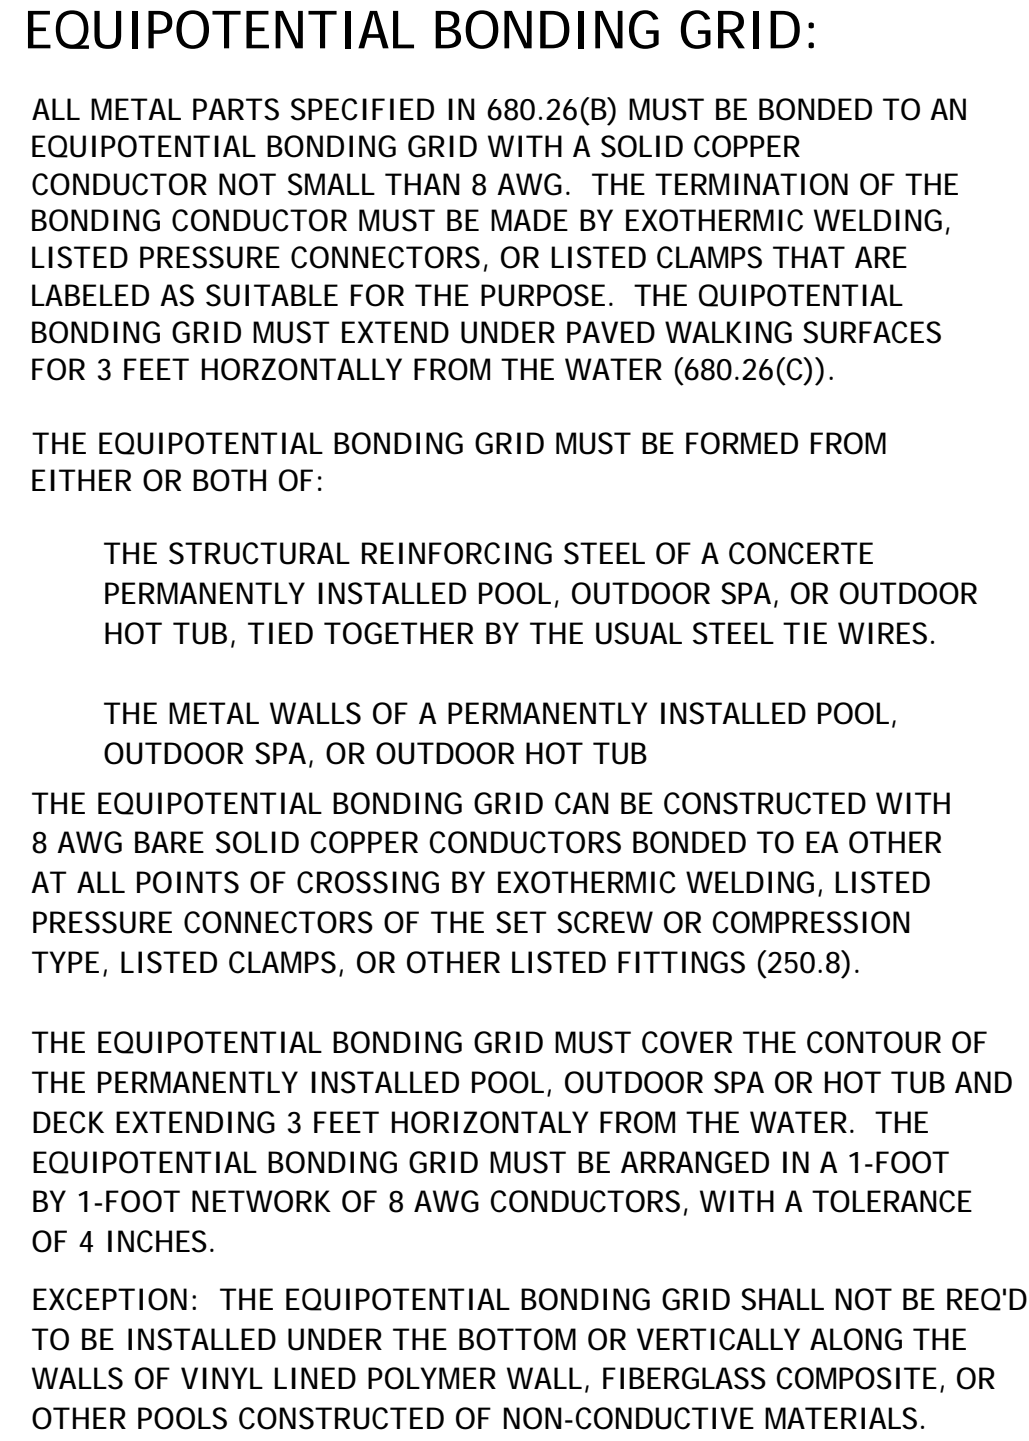 EQUIPOTENTIAL BONDING GRID:
ALL METAL PARTS SPECIFIED IN 680.26(B) MUST BE BONDED TO AN
EQUIPOTENTIAL BONDING GRID WITH A SOLID COPPER
CONDUCTOR NOT SMALL THAN 8 AWG.  THE TERMINATION OF THE
BONDING CONDUCTOR MUST BE MADE BY EXOTHERMIC WELDING,
LISTED PRESSURE CONNECTORS, OR LISTED CLAMPS THAT ARE
LABELED AS SUITABLE FOR THE PURPOSE.  THE QUIPOTENTIAL
BONDING GRID MUST EXTEND UNDER PAVED WALKING SURFACES
FOR 3 FEET HORZONTALLY FROM THE WATER (680.26(C)).
THE EQUIPOTENTIAL BONDING GRID MUST BE FORMED FROM
EITHER OR BOTH OF:
THE STRUCTURAL REINFORCING STEEL OF A CONCERTE
PERMANENTLY INSTALLED POOL, OUTDOOR SPA, OR OUTDOOR
HOT TUB, TIED TOGETHER BY THE USUAL STEEL TIE WIRES.
THE METAL WALLS OF A PERMANENTLY INSTALLED POOL,
OUTDOOR SPA, OR OUTDOOR HOT TUB
THE EQUIPOTENTIAL BONDING GRID CAN BE CONSTRUCTED WITH
8 AWG BARE SOLID COPPER CONDUCTORS BONDED TO EA OTHER
AT ALL POINTS OF CROSSING BY EXOTHERMIC WELDING, LISTED
PRESSURE CONNECTORS OF THE SET SCREW OR COMPRESSION
TYPE, LISTED CLAMPS, OR OTHER LISTED FITTINGS (250.8).
THE EQUIPOTENTIAL BONDING GRID MUST COVER THE CONTOUR OF
THE PERMANENTLY INSTALLED POOL, OUTDOOR SPA OR HOT TUB AND
DECK EXTENDING 3 FEET HORIZONTALY FROM THE WATER.  THE
EQUIPOTENTIAL BONDING GRID MUST BE ARRANGED IN A 1-FOOT
BY 1-FOOT NETWORK OF 8 AWG CONDUCTORS, WITH A TOLERANCE
OF 4 INCHES.
EXCEPTION:  THE EQUIPOTENTIAL BONDING GRID SHALL NOT BE REQ'D
TO BE INSTALLED UNDER THE BOTTOM OR VERTICALLY ALONG THE
WALLS OF VINYL LINED POLYMER WALL, FIBERGLASS COMPOSITE, OR
OTHER POOLS CONSTRUCTED OF NON-CONDUCTIVE MATERIALS.